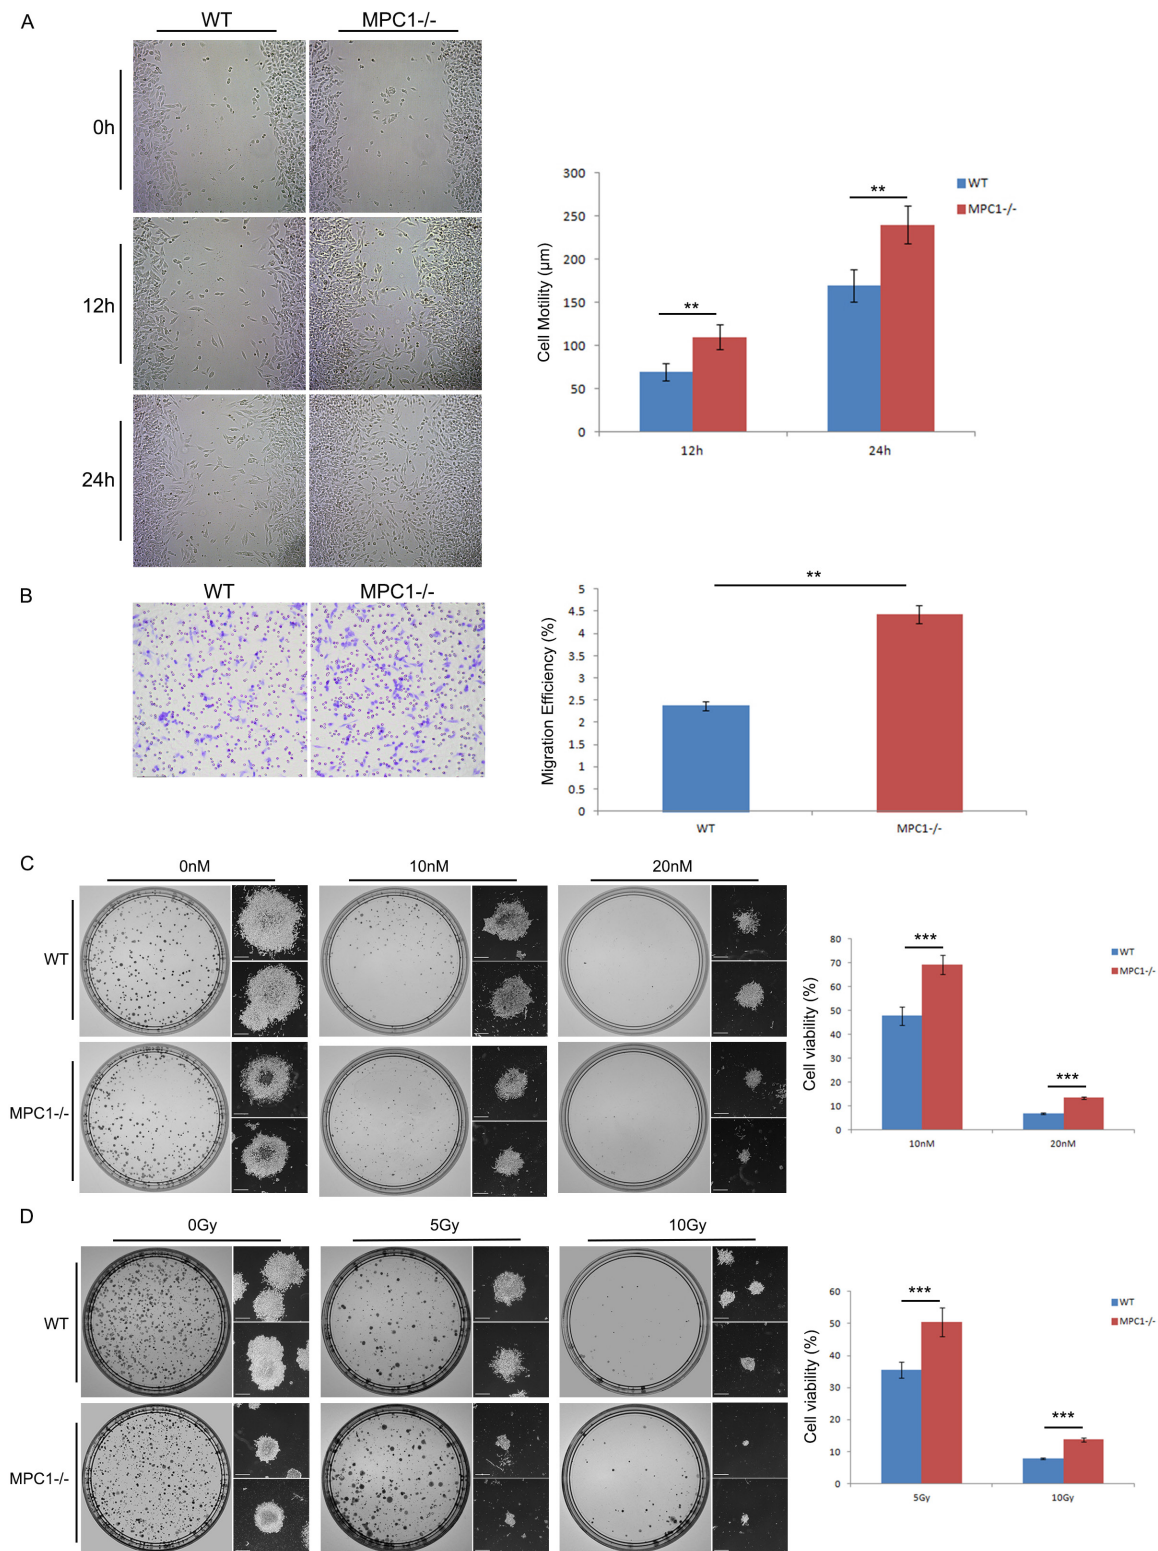 A
WT MPC1-/-
0h
12h
24h
300
250
200
150
100
50
0
Cell Motility (μm)
** **
12h 24h
WT
MPC1-/-
B
WT MPC1-/-
5
4.5
4
3.5
3
2.5
2
1.5
1
0.5
0
Migration Efficiency (%)
**
WT MPC1-/-
C
0nM 10nM 20nM
WT
MPC1-/-
80
70
60
50
40
30
20
10
0
Cell viability (%)
*** ***
10nM 20nM
WT
MPC1-/-
D
0Gy 5Gy 10Gy
WT
MPC1-/-
60
50
40
30
20
10
0
Cell viability (%)
*** ***
5Gy 10Gy
WT
MPC1-/-